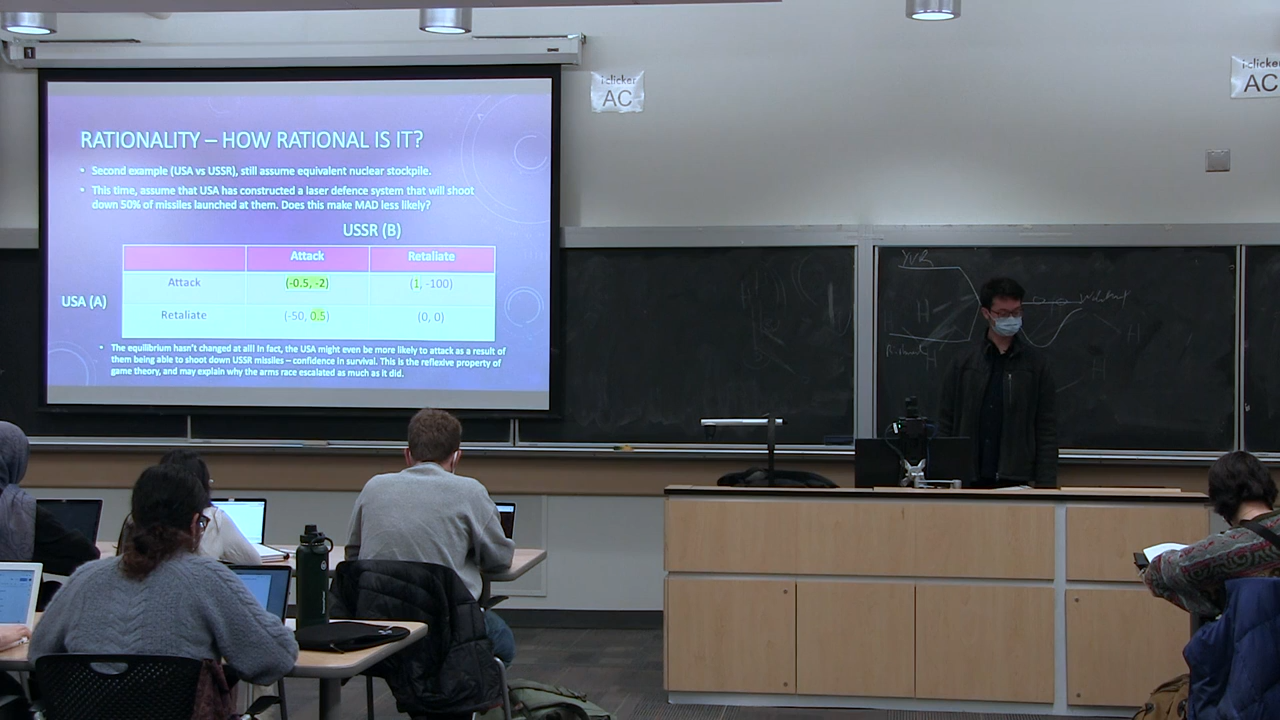 i-clicker
AC
i-clicker
AC
RATIONALITY – HOW RATIONAL IS IT?
• Second example (USA vs USSR), still assume equivalent nuclear stockpile.
• This time, assume that USA has constructed a laser defence system that will shoot
down 50% of missiles launched at them. Does this make MAD less likely?
USSR (B)
Attack Retaliate
USA (A)
Attack (-0.5, -2) (1, -100)
Retaliate (-50, 0.5) (0, 0)
• The equilibrium hasn't changed at all! In fact, the USA might even be more likely to attack as a result of
them being able to shoot down USSR missiles – confidence in survival. This is the reflexive property of
game theory, and may explain why the arms race escalated as much as it did.
YVR
H
H
H